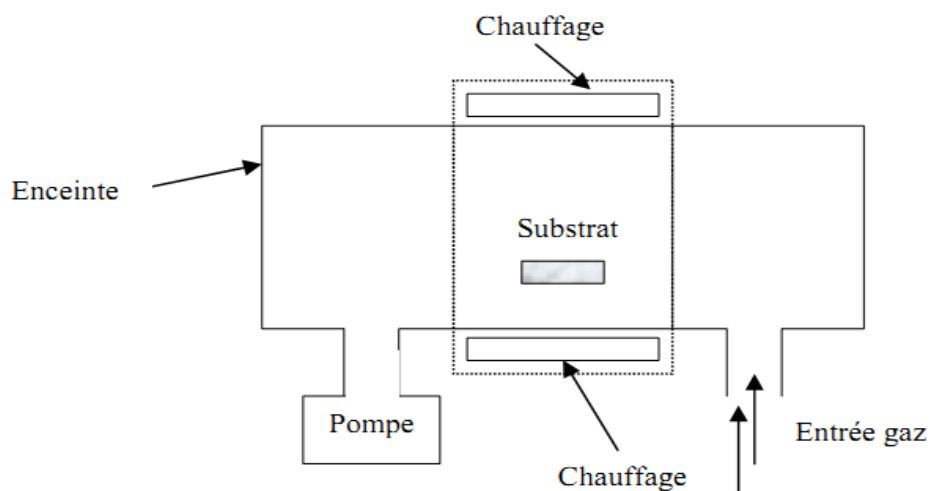 Chauffage
Enceinte
Substrat
Pompe
Entrée gaz
Chauffage